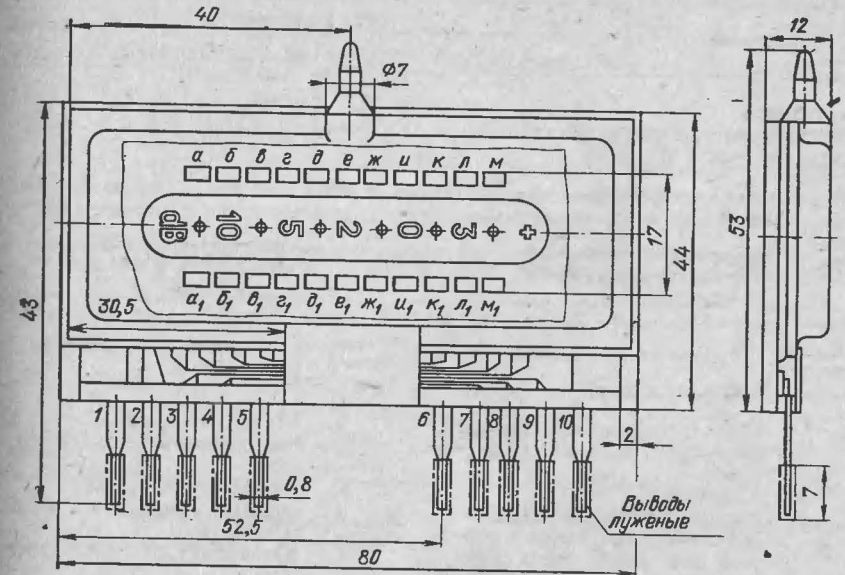 40
12
Ø7
а б в г д е ж и к л м
dB 10 5 2 0 3 +
17
44
53
43
а₁ б₁ в₁ г₁ д₁ е₁ ж₁ и₁ к₁ л₁ м₁
30,5
1 2 3 4 5
6 7 8 9 10
2
0,8
7
Выводы
луженые
52,5
80